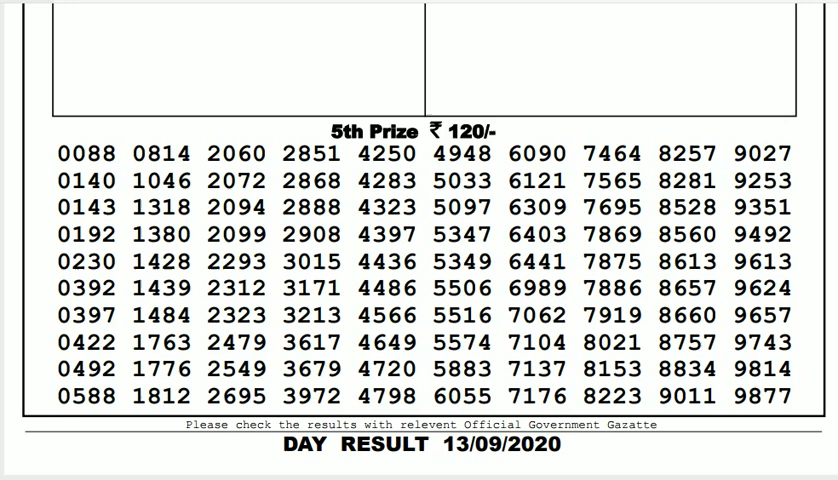 5th Prize ₹ 120/-
0088 0814 2060 2851 4250 4948 6090 7464 8257 9027
0140 1046 2072 2868 4283 5033 6121 7565 8281 9253
0143 1318 2094 2888 4323 5097 6309 7695 8528 9351
0192 1380 2099 2908 4397 5347 6403 7869 8560 9492
0230 1428 2293 3015 4436 5349 6441 7875 8613 9613
0392 1439 2312 3171 4486 5506 6989 7886 8657 9624
0397 1484 2323 3213 4566 5516 7062 7919 8660 9657
0422 1763 2479 3617 4649 5574 7104 8021 8757 9743
0492 1776 2549 3679 4720 5883 7137 8153 8834 9814
0588 1812 2695 3972 4798 6055 7176 8223 9011 9877
Please check the results with relevent Official Government Gazatte
DAY RESULT 13/09/2020